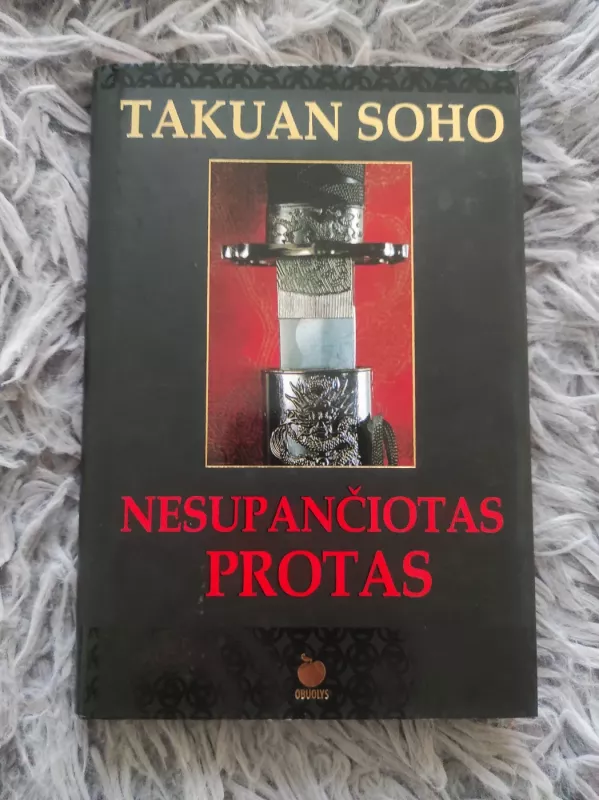 TAKUAN SOHO
NESUPANČIOTAS
PROTAS
OBUOLYS